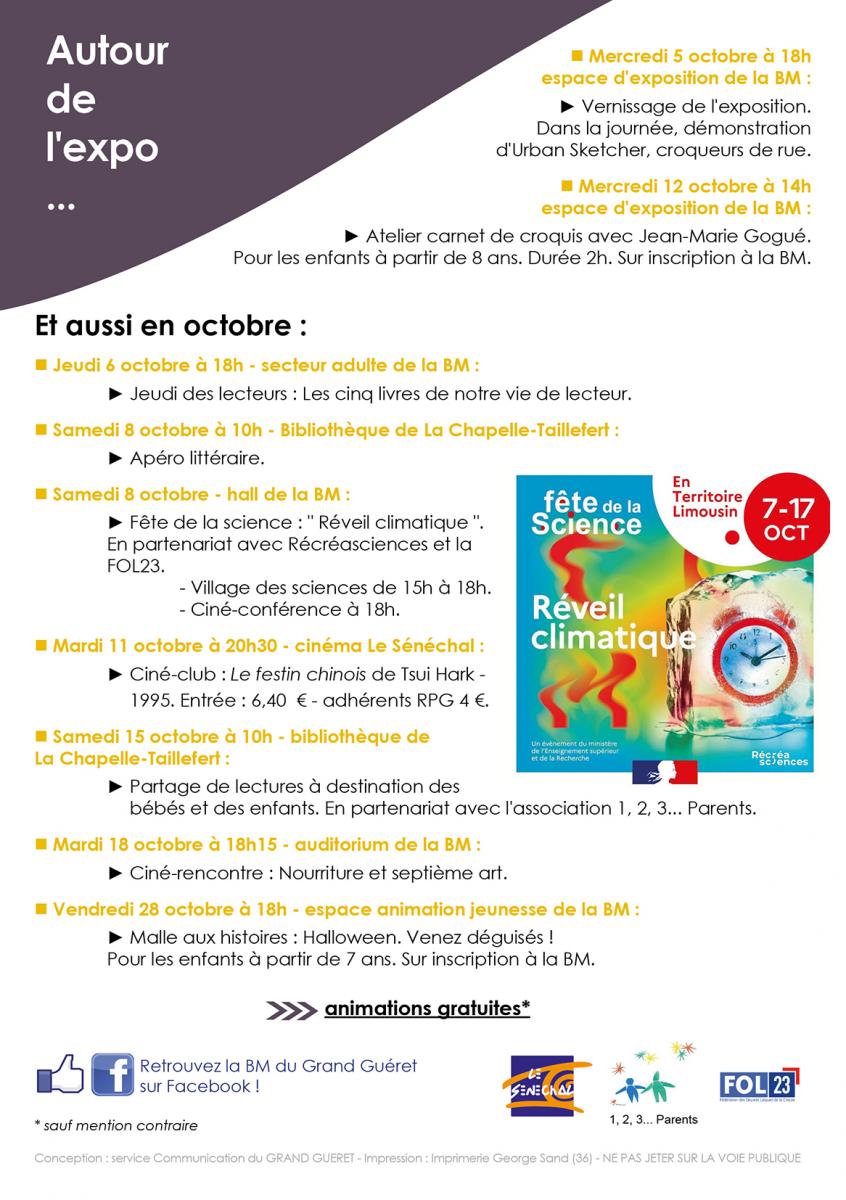 Autour
de
l'expo
...
■ Mercredi 5 octobre à 18h
espace d'exposition de la BM :
► Vernissage de l'exposition.
Dans la journée, démonstration
d'Urban Sketcher, croqueurs de rue.
■ Mercredi 12 octobre à 14h
espace d'exposition de la BM :
► Atelier carnet de croquis avec Jean-Marie Gogué.
Pour les enfants à partir de 8 ans. Durée 2h. Sur inscription à la BM.
Et aussi en octobre :
■ Jeudi 6 octobre à 18h - secteur adulte de la BM :
► Jeudi des lecteurs : Les cinq livres de notre vie de lecteur.
■ Samedi 8 octobre à 10h - Bibliothèque de La Chapelle-Taillefert :
► Apéro littéraire.
■ Samedi 8 octobre - hall de la BM :
► Fête de la science : " Réveil climatique ".
En partenariat avec Récréasciences et la
FOL23.
- Village des sciences de 15h à 18h.
- Ciné-conférence à 18h.
fête de la
Science
En
Territoire
Limousin
7-17
OCT
Réveil
climatique
Un évènement du ministère
de l'Enseignement supérieur
et de la Recherche
Récréa
sciences
■ Mardi 11 octobre à 20h30 - cinéma Le Sénéchal :
► Ciné-club : Le festin chinois de Tsui Hark -
1995. Entrée : 6,40 € - adhérents RPG 4 €.
■ Samedi 15 octobre à 10h - bibliothèque de
La Chapelle-Taillefert :
► Partage de lectures à destination des
bébés et des enfants. En partenariat avec l'association 1, 2, 3... Parents.
■ Mardi 18 octobre à 18h15 - auditorium de la BM :
► Ciné-rencontre : Nourriture et septième art.
■ Vendredi 28 octobre à 18h - espace animation jeunesse de la BM :
► Malle aux histoires : Halloween. Venez déguisés !
Pour les enfants à partir de 7 ans. Sur inscription à la BM.
animations gratuites*
Retrouvez la BM du Grand Guéret
sur Facebook !
LE
SENECHAL
1, 2, 3... Parents
FOL 23
* sauf mention contraire
Conception : service Communication du GRAND GUERET - Impression : Imprimerie George Sand (36) - NE PAS JETER SUR LA VOIE PUBLIQUE